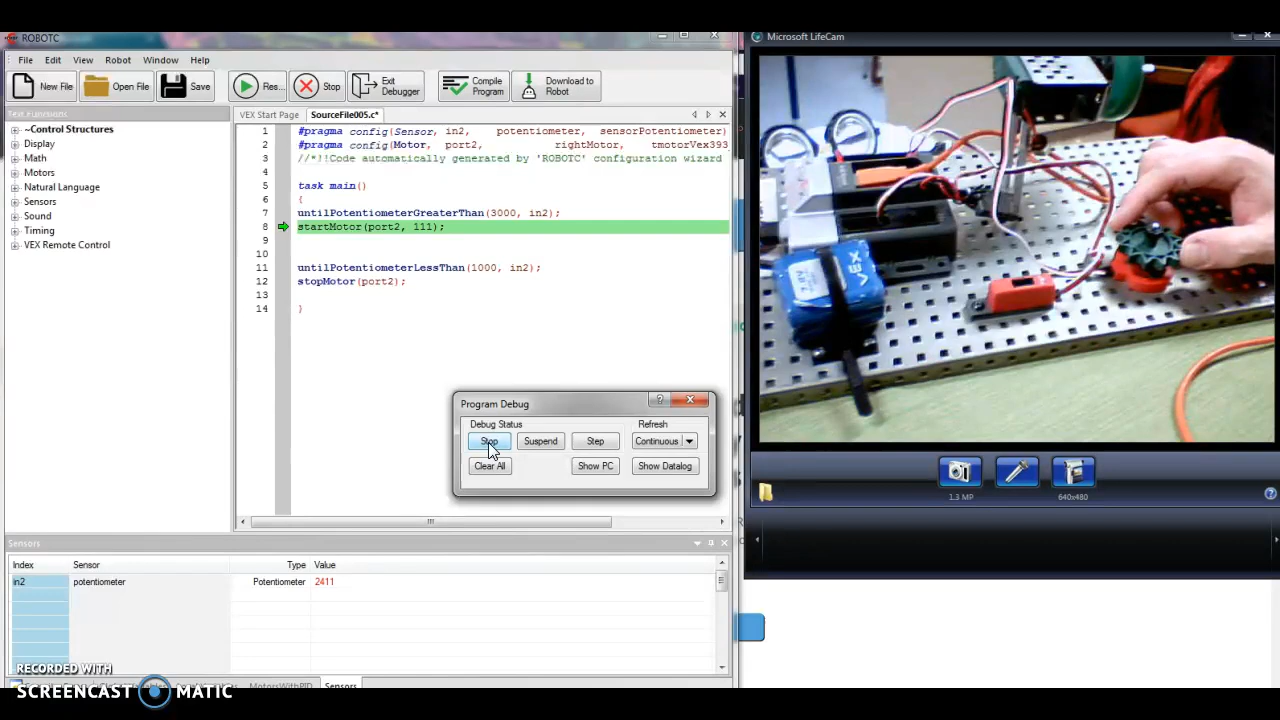 ROBOTC
File Edit View Robot Window Help
New File Open File Save Stop Exit Debugger Compile Program Download to Robot
Text Functions
~Control Structures
Display
Math
Motors
Natural Language
Sensors
Sound
Timing
VEX Remote Control
VEX Start Page SourceFile005.c*
1 #pragma config(Sensor, in2, potentiometer, sensorPotentiometer)
2 #pragma config(Motor, port2, rightMotor, tmotorVex393
3 //*!!Code automatically generated by 'ROBOTC' configuration wizard
4
5 task main()
6 {
7 untilPotentiometerGreaterThan(3000, in2);
8 startMotor(port2, 111);
9
10
11 untilPotentiometerLessThan(1000, in2);
12 stopMotor(port2);
13
14 }
Program Debug
Debug Status Refresh
Stop Suspend Step Continuous
Clear All Show PC Show Datalog
Sensors
Index Sensor Type Value
in2 potentiometer Potentiometer 2411
Sensors
RECORDED WITH
SCREENCAST MATIC
Microsoft LifeCam
VEX
1.3 MP 640x480